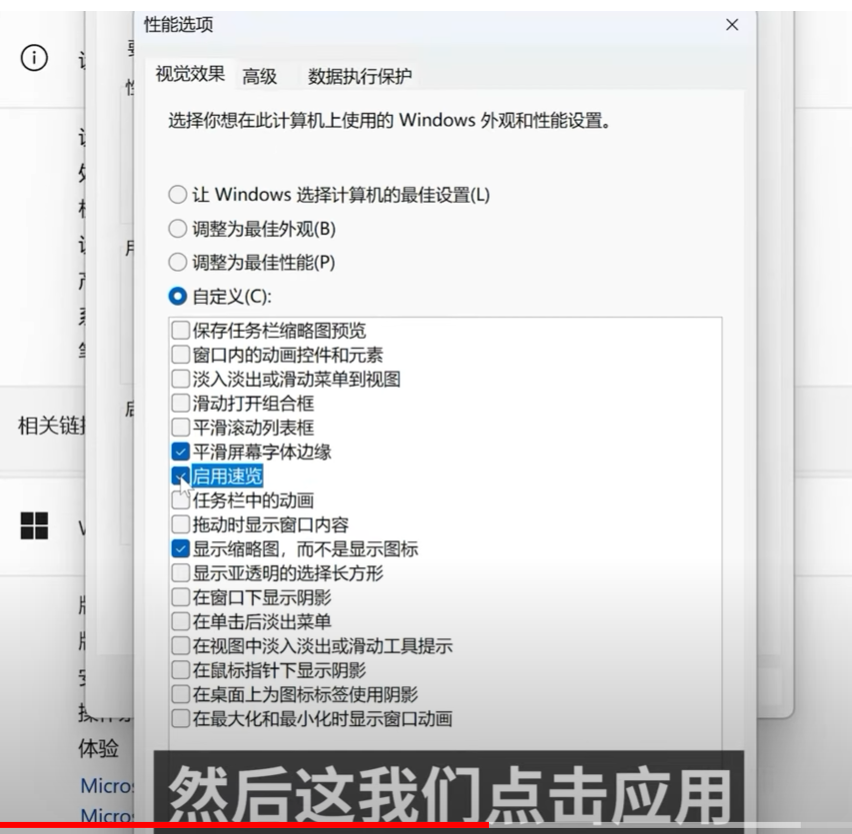 性能选项
视觉效果 高级 数据执行保护
选择你想在此计算机上使用的 Windows 外观和性能设置。
让 Windows 选择计算机的最佳设置(L)
调整为最佳外观(B)
调整为最佳性能(P)
自定义(C):
保存任务栏缩略图预览
窗口内的动画控件和元素
淡入淡出或滑动菜单到视图
滑动打开组合框
平滑滚动列表框
平滑屏幕字体边缘
启用速览
任务栏中的动画
拖动时显示窗口内容
显示缩略图，而不是显示图标
显示亚透明的选择长方形
在窗口下显示阴影
在单击后淡出菜单
在视图中淡入淡出或滑动工具提示
在鼠标指针下显示阴影
在桌面上为图标标签使用阴影
在最大化和最小化时显示窗口动画
相关链
体验
Micros
Micros
然后这我们点击应用